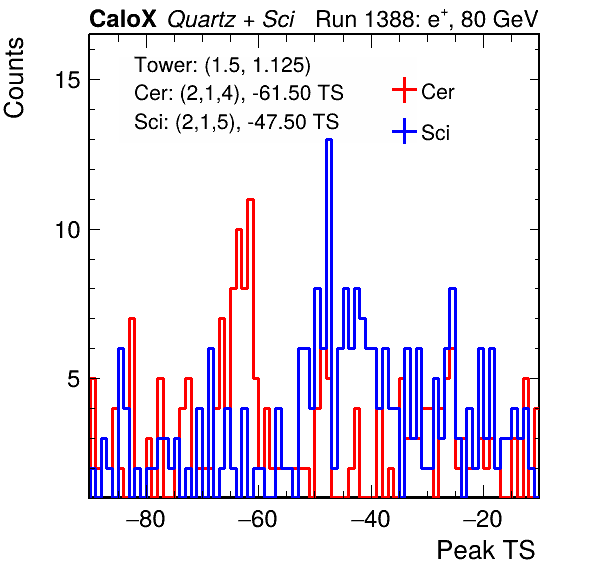 CaloX Quartz + Sci Run 1388: e+, 80 GeV
Counts
Tower: (1.5, 1.125)
Cer: (2,1,4), -61.50 TS
Sci: (2,1,5), -47.50 TS
Cer
Sci
15
10
5
−80 −60 −40 −20
Peak TS